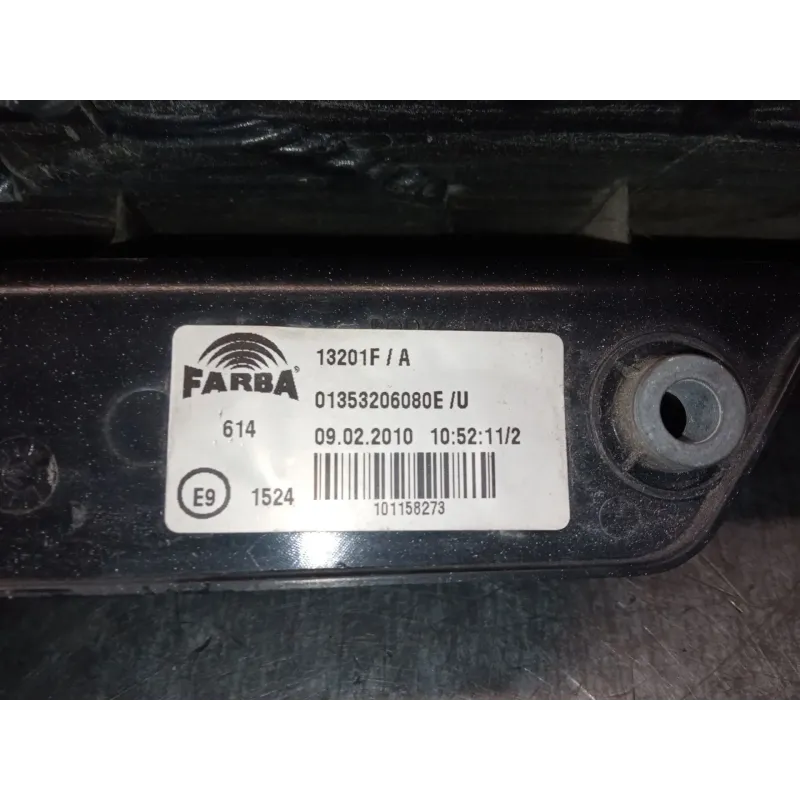 FARBA®
13201F / A
01353206080E /U
614
09.02.2010 10:52:11/2
E9
1524
101158273